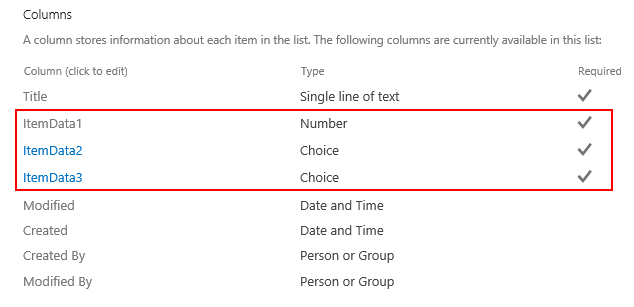 Columns
A column stores information about each item in the list. The following columns are currently available in this list:
Column (click to edit) Type Required
Title Single line of text
ItemData1 Number
ItemData2 Choice
ItemData3 Choice
Modified Date and Time
Created Date and Time
Created By Person or Group
Modified By Person or Group